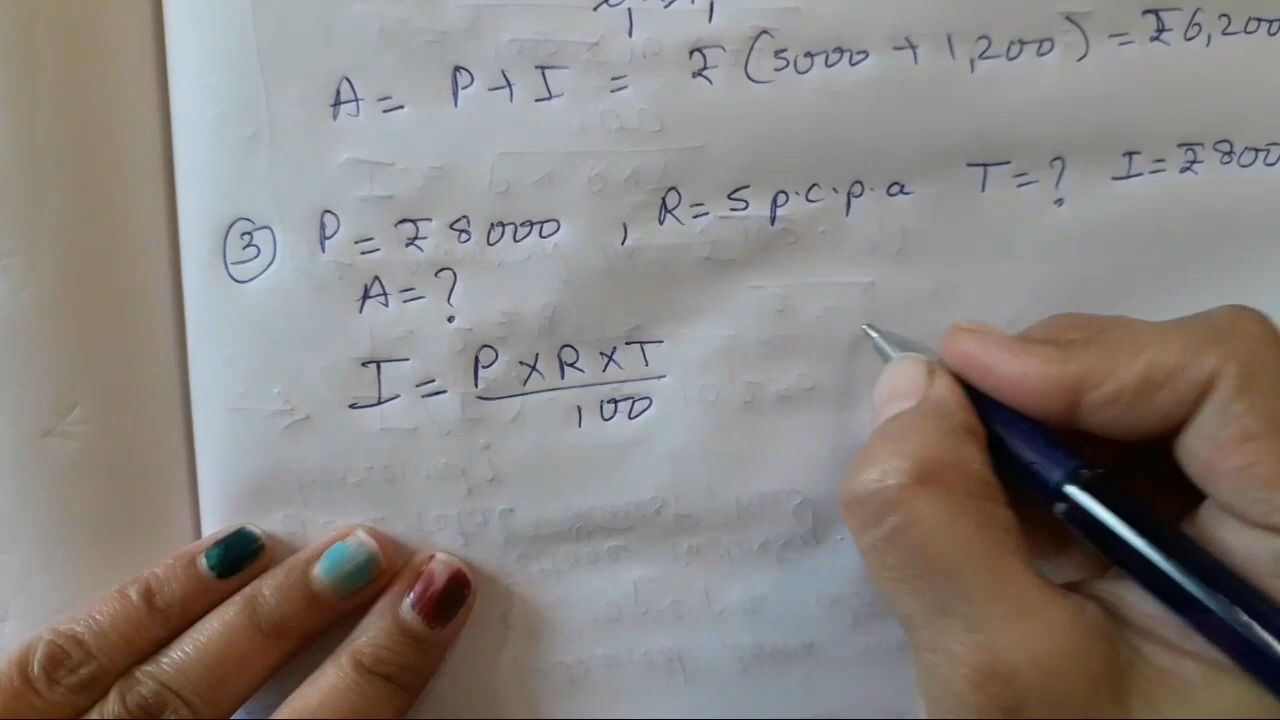 A = P + I = ₹ (5000 + 1,200) = ₹6,200
③ P = ₹ 8000 , R = 5 p.c.p.a T = ? I = ₹800
A = ?
I = P × R × T
100